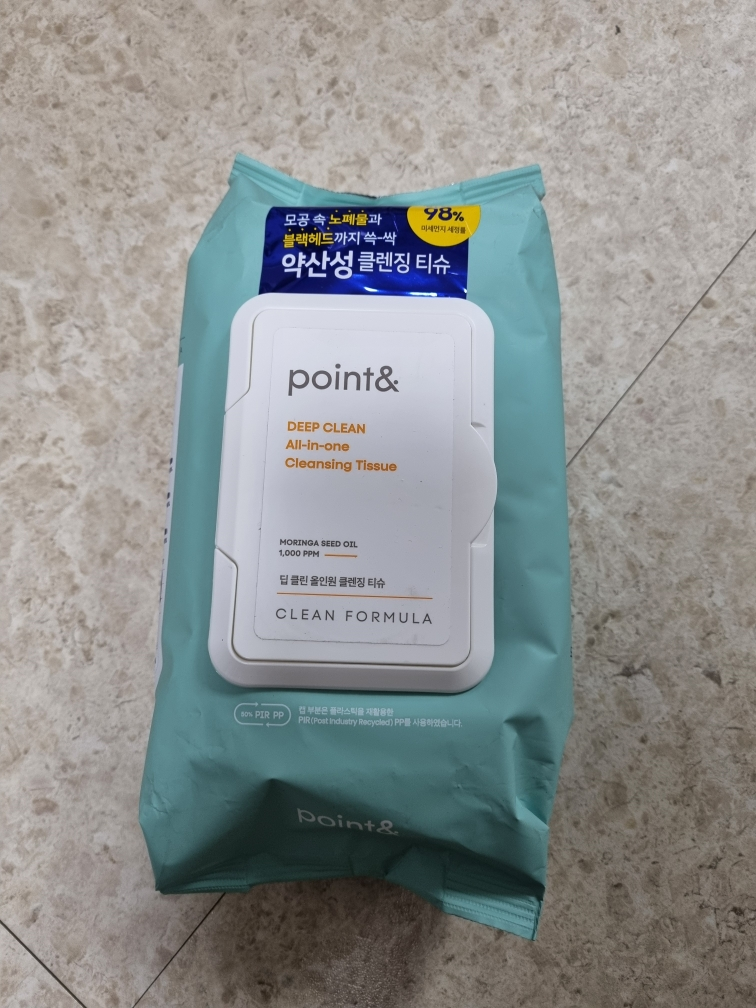 모공 속 노폐물과
블랙헤드까지 쓱-싹
약산성 클렌징 티슈
98%
미세먼지 세정률
point&
DEEP CLEAN
All-in-one
Cleansing Tissue
MORINGA SEED OIL
1,000 PPM
딥 클린 올인원 클렌징 티슈
CLEAN FORMULA
80% PIR PP
캡 부분은 플라스틱을 재활용한
PIR(Post Industry Recycled) PP를 사용하였습니다.
point&